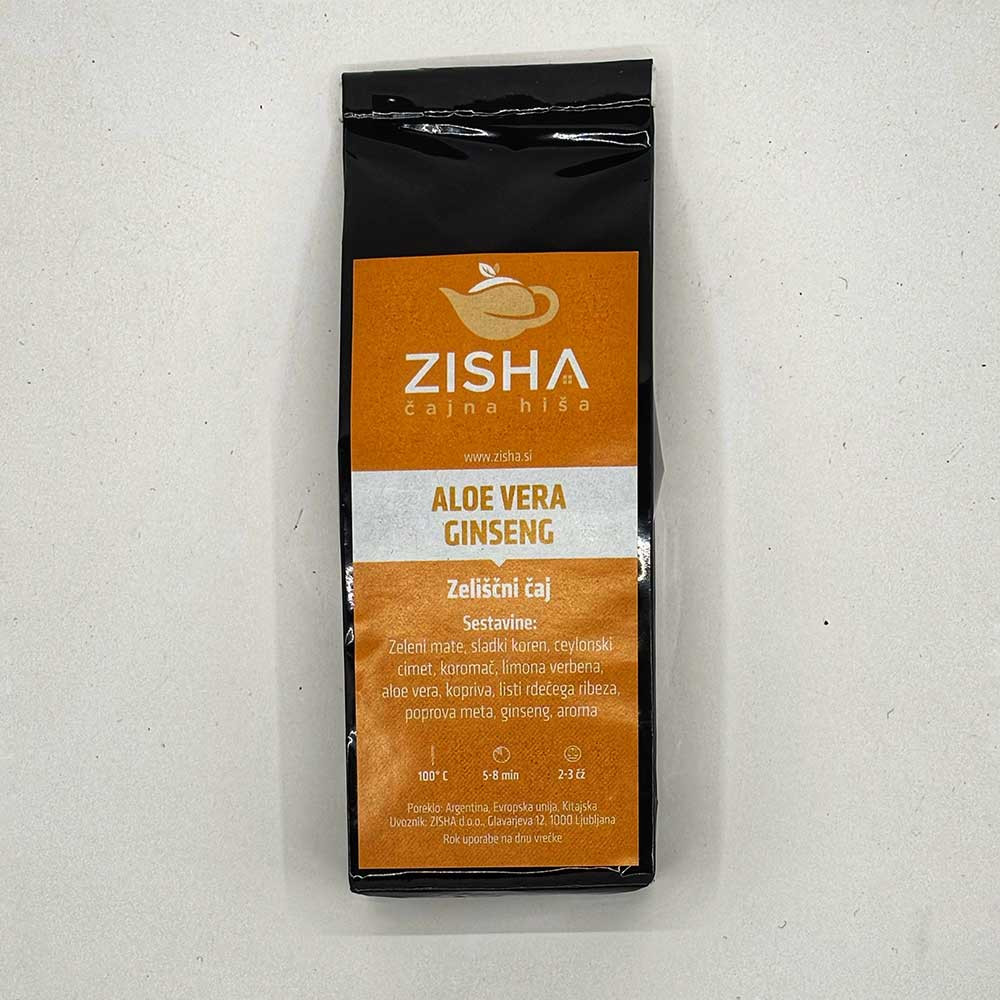 ZISHA
čajna hiša
www.zisha.si
ALOE VERA
GINSENG
Zeliščni čaj
Sestavine:
Zeleni mate, sladki koren, ceylonski
cimet, koromač, limona verbena,
aloe vera, kopriva, listi rdečega ribeza,
poprova meta, ginseng, aroma
100° C 5-8 min 2-3 čž
Poreklo: Argentina, Evropska unija, Kitajska
Uvoznik: ZISHA d.o.o., Glavarjeva 12, 1000 Ljubljana
Rok uporabe na dnu vrečke